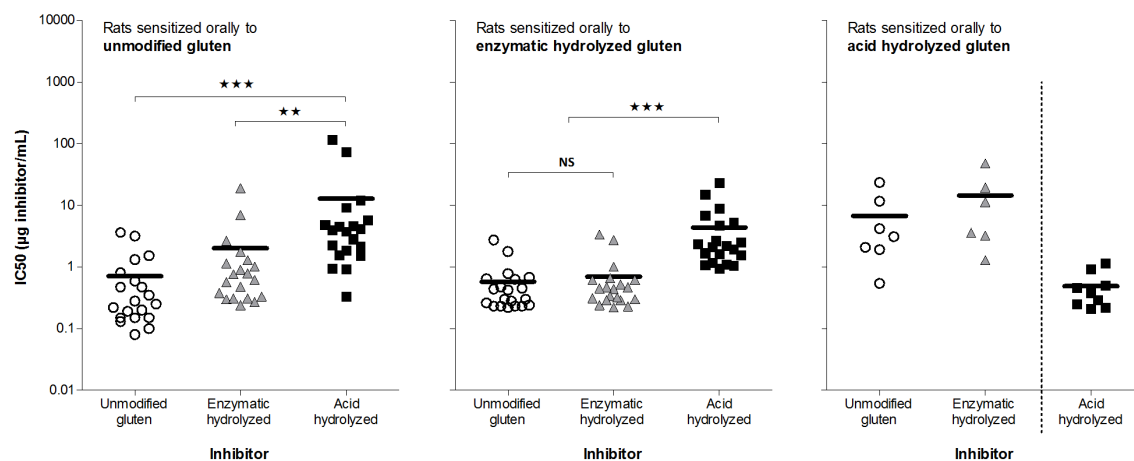 Rats sensitized orally to
unmodified gluten
Rats sensitized orally to
enzymatic hydrolyzed gluten
Rats sensitized orally to
acid hydrolyzed gluten
IC50 (µg inhibitor/mL)
10000
1000
100
10
1
0.1
0.01
★★★
★★
NS
★★★
Unmodified
gluten
Enzymatic
hydrolyzed
Acid
hydrolyzed
Inhibitor
Unmodified
gluten
Enzymatic
hydrolyzed
Acid
hydrolyzed
Inhibitor
Unmodified
gluten
Enzymatic
hydrolyzed
Acid
hydrolyzed
Inhibitor